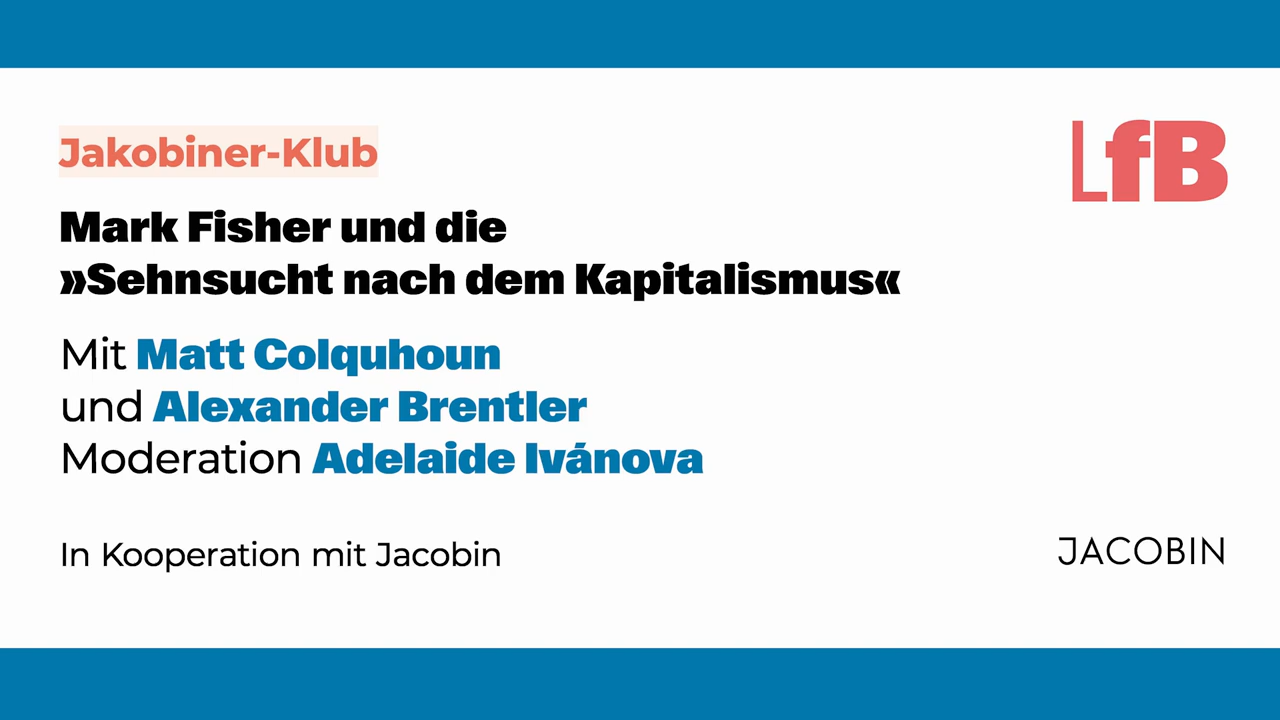 Jakobiner-Klub
LfB
Mark Fisher und die
»Sehnsucht nach dem Kapitalismus«
Mit Matt Colquhoun
und Alexander Brentler
Moderation Adelaide Ivánova
In Kooperation mit Jacobin
JACOBIN